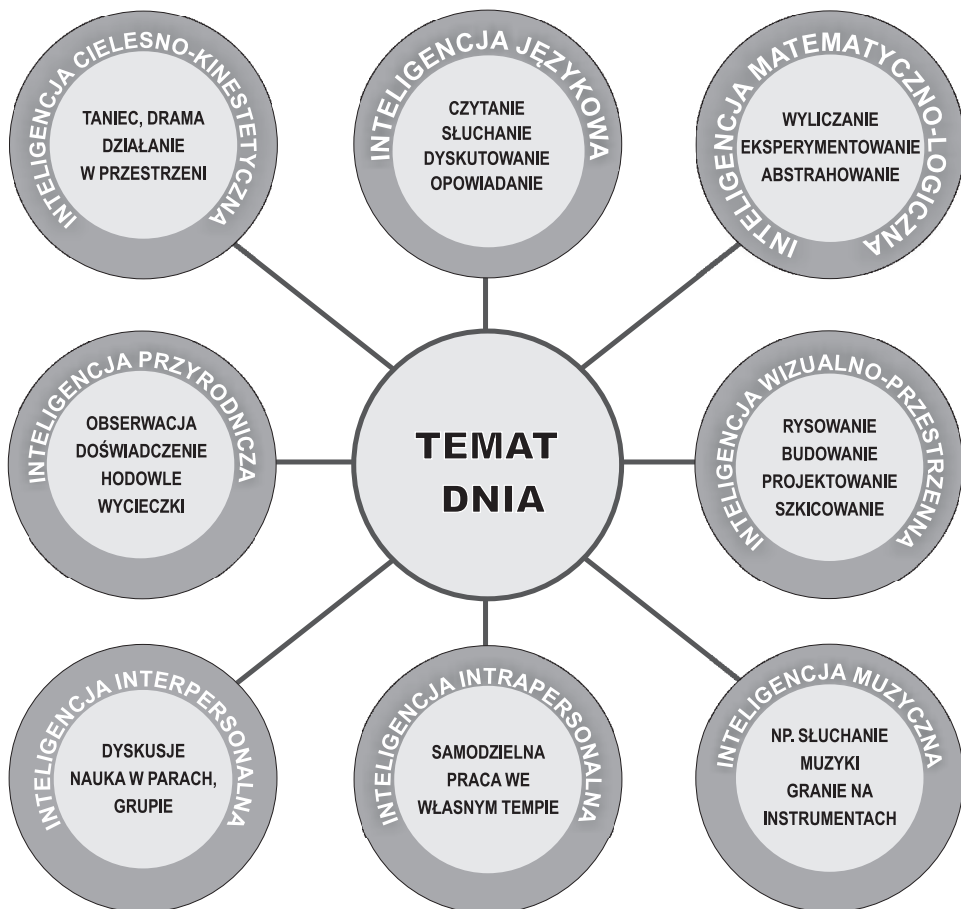 INTELIGENCJA CIELESNO-KINESTETYCZNA
TANIEC, DRAMA
DZIAŁANIE
W PRZESTRZENI
INTELIGENCJA JĘZYKOWA
CZYTANIE
SŁUCHANIE
DYSKUTOWANIE
OPOWIADANIE
INTELIGENCJA MATEMATYCZNO-LOGICZNA
WYLICZANIE
EKSPERYMENTOWANIE
ABSTRAHOWANIE
INTELIGENCJA PRZYRODNICZA
OBSERWACJA
DOŚWIADCZENIE
HODOWLE
WYCIECZKI
TEMAT
DNIA
INTELIGENCJA WIZUALNO-PRZESTRZENNA
RYSOWANIE
BUDOWANIE
PROJEKTOWANIE
SZKICOWANIE
INTELIGENCJA INTERPERSONALNA
DYSKUSJE
NAUKA W PARACH,
GRUPIE
INTELIGENCJA INTRAPERSONALNA
SAMODZIELNA
PRACA WE
WŁASNYM TEMPIE
INTELIGENCJA MUZYCZNA
NP. SŁUCHANIE
MUZYKI
GRANIE NA
INSTRUMENTACH